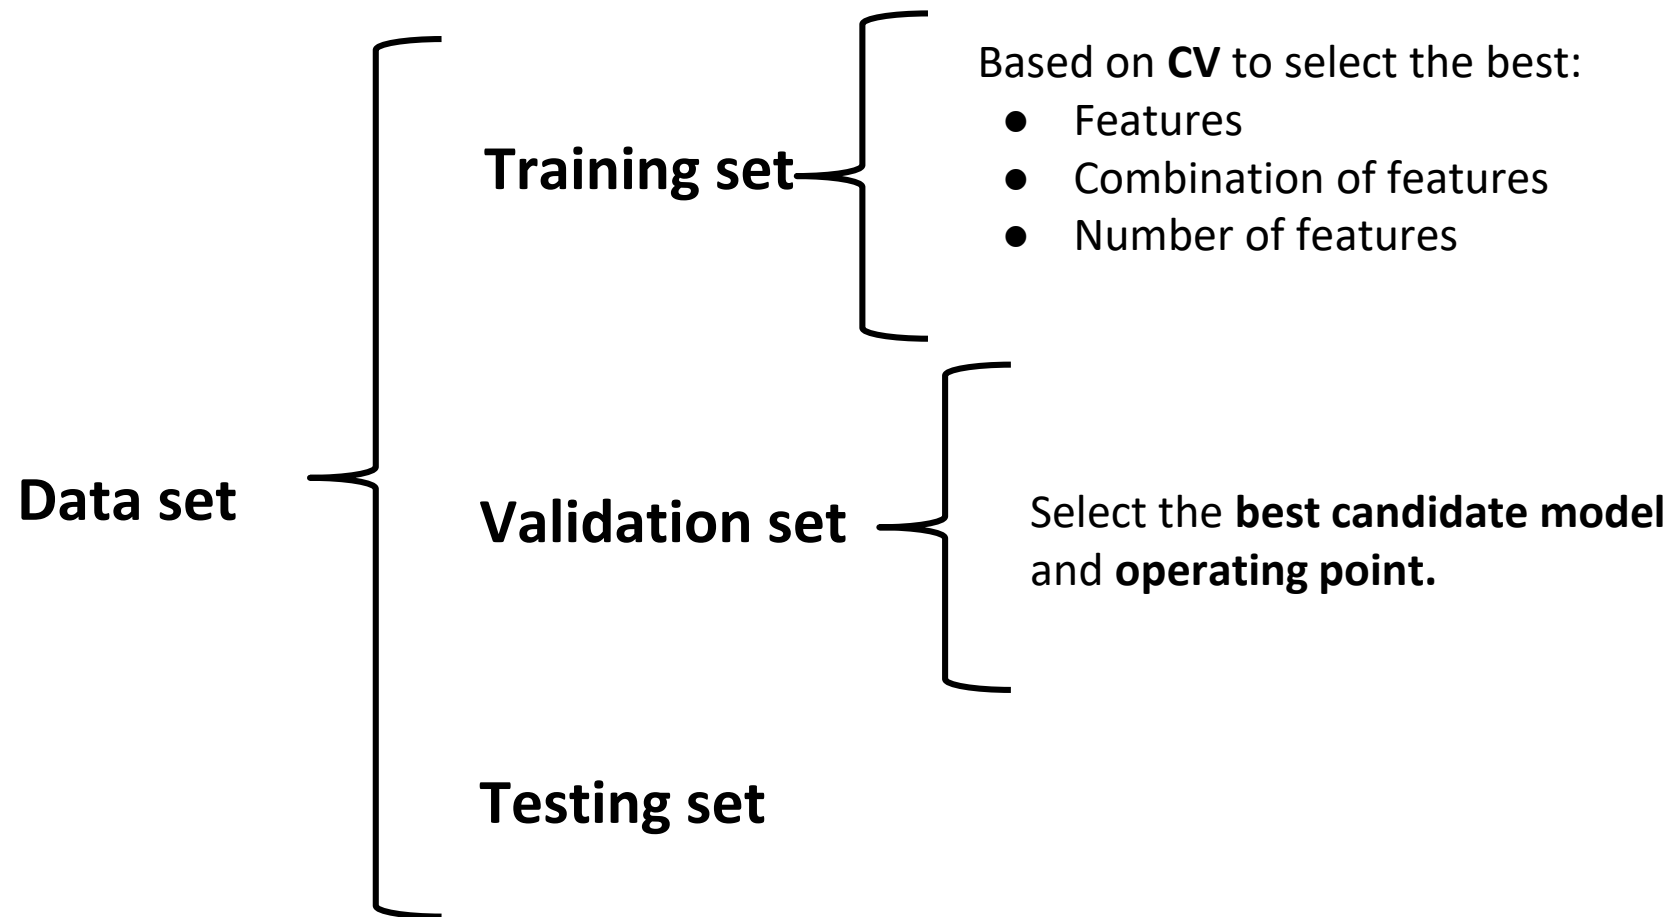 Based on CV to select the best:
● Features
Training set
● Combination of features
● Number of features
Data set
Validation set
Select the best candidate model
and operating point.
Testing set